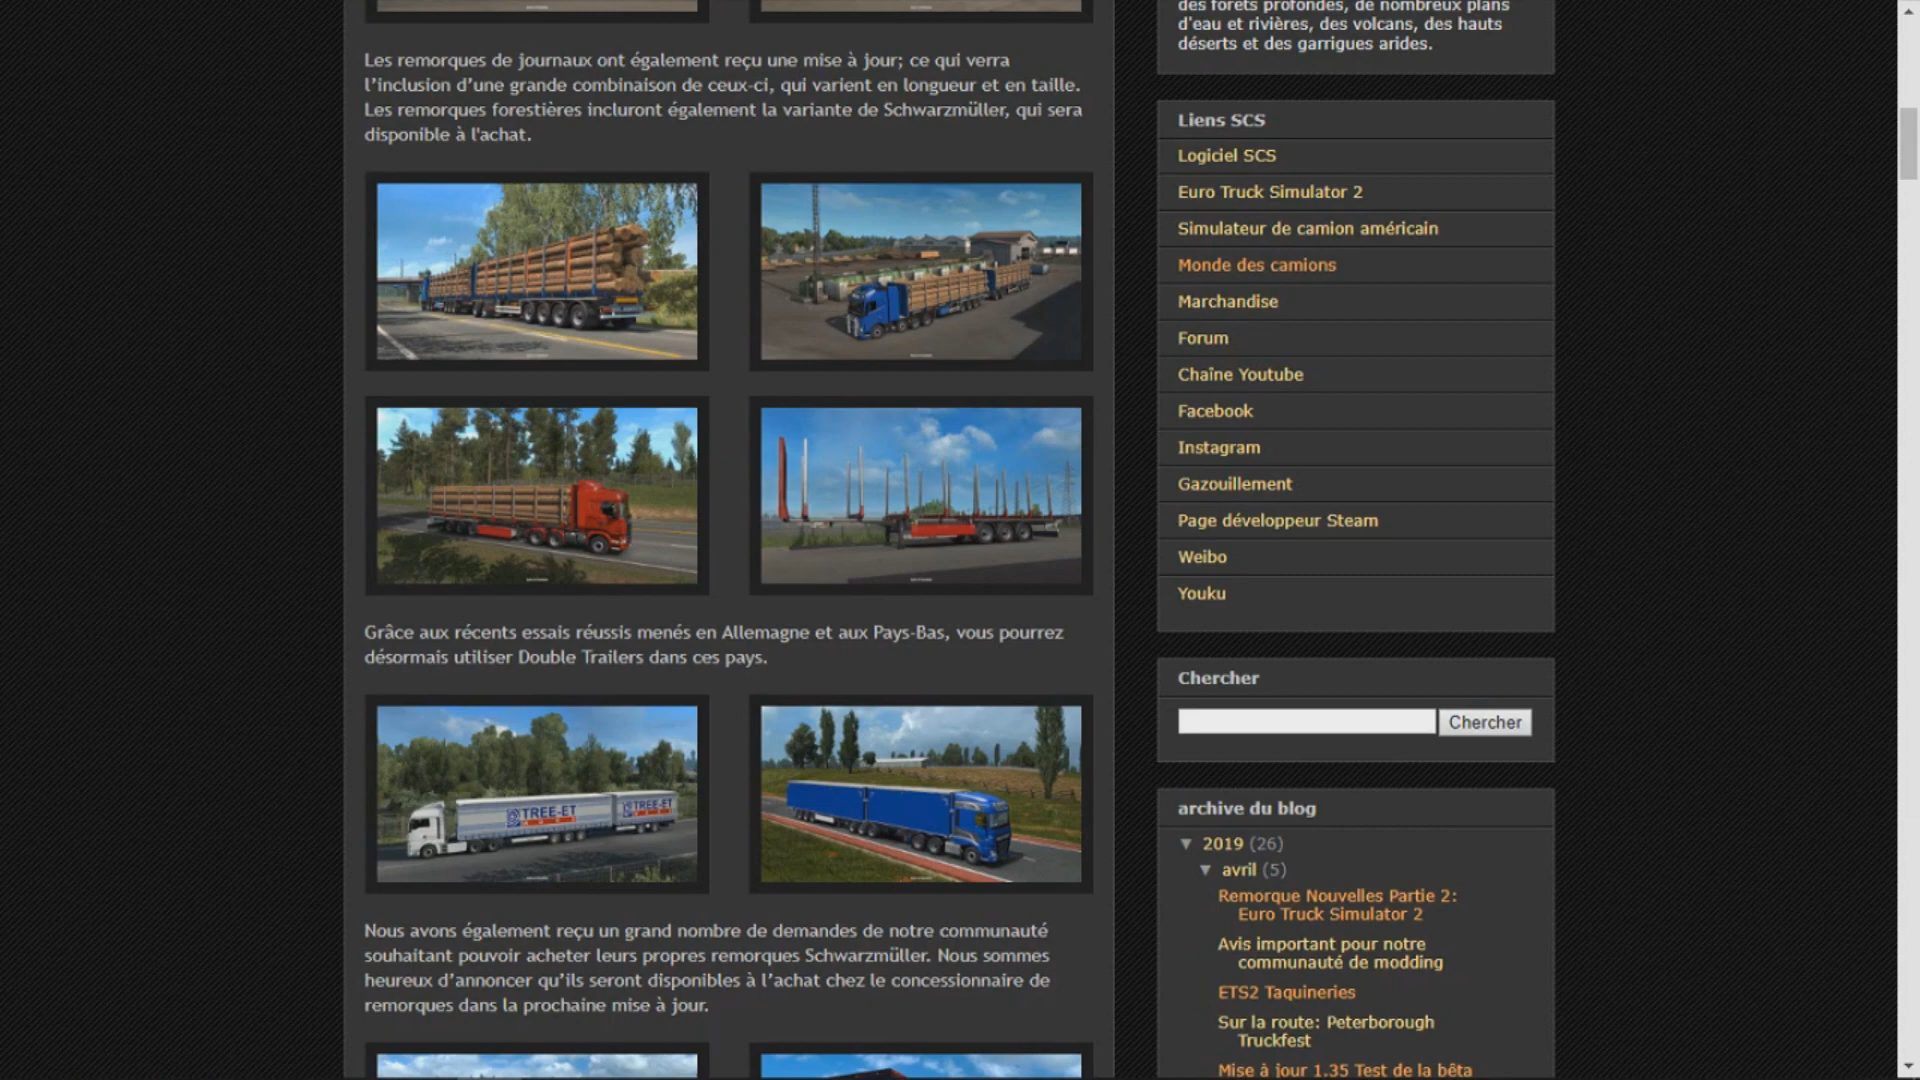 Les remorques de journaux ont également reçu une mise à jour; ce qui verra
l’inclusion d’une grande combinaison de ceux-ci, qui varient en longueur et en taille.
Les remorques forestières incluront également la variante de Schwarzmüller, qui sera
disponible à l'achat.
Grâce aux récents essais réussis menés en Allemagne et aux Pays-Bas, vous pourrez
désormais utiliser Double Trailers dans ces pays.
TREE-ET
TREE-ET
Nous avons également reçu un grand nombre de demandes de notre communauté
souhaitant pouvoir acheter leurs propres remorques Schwarzmüller. Nous sommes
heureux d’annoncer qu’ils seront disponibles à l’achat chez le concessionnaire de
remorques dans la prochaine mise à jour.
des forêts profondes, de nombreux plans
d'eau et rivières, des volcans, des hauts
déserts et des garrigues arides.
Liens SCS
Logiciel SCS
Euro Truck Simulator 2
Simulateur de camion américain
Monde des camions
Marchandise
Forum
Chaîne Youtube
Facebook
Instagram
Gazouillement
Page développeur Steam
Weibo
Youku
Chercher
Chercher
archive du blog
▼ 2019 (26)
▼ avril (5)
Remorque Nouvelles Partie 2:
Euro Truck Simulator 2
Avis important pour notre
communauté de modding
ETS2 Taquineries
Sur la route: Peterborough
Truckfest
Mise à jour 1.35 Test de la bêta